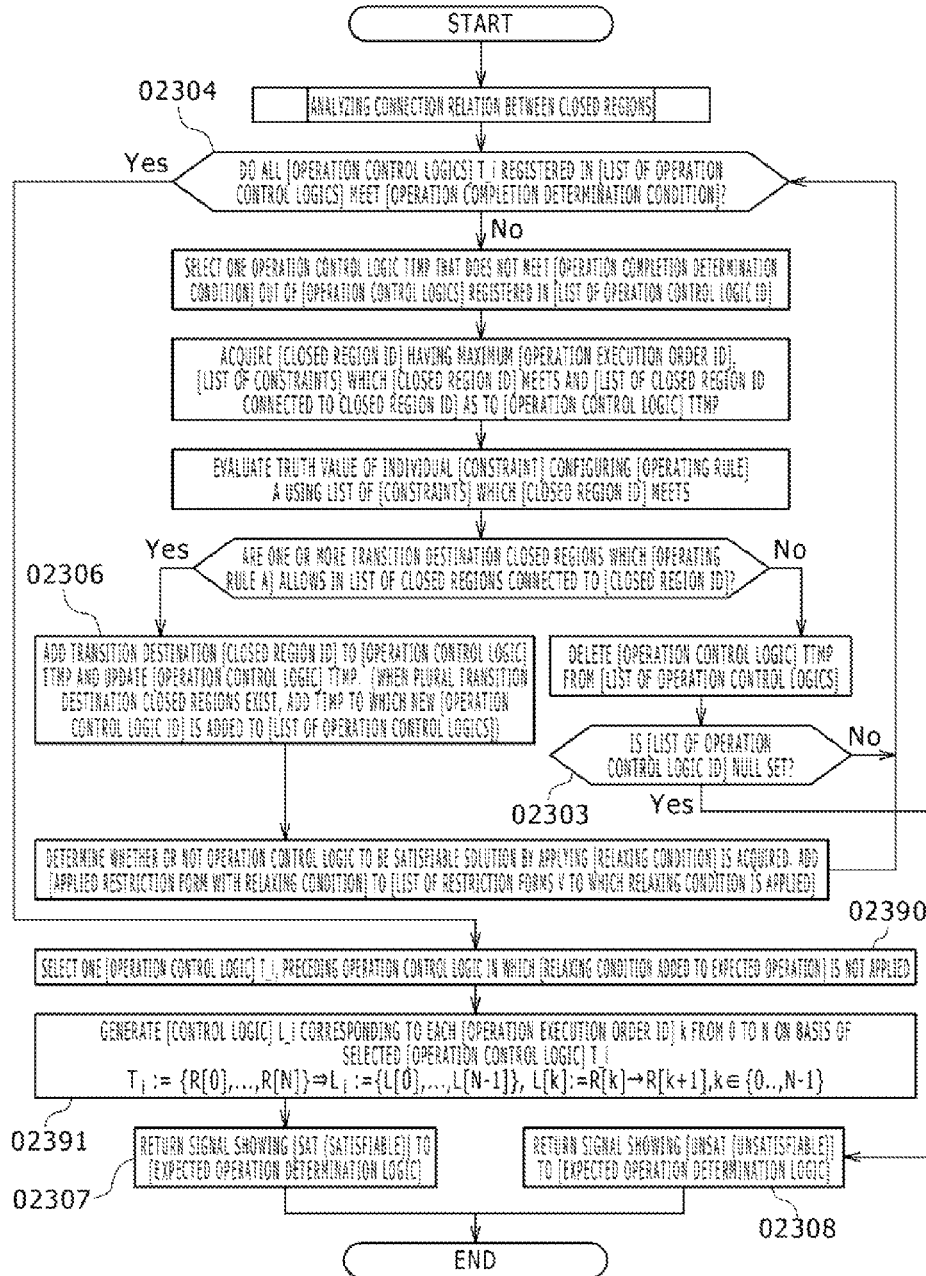 START
ANALYZING CONNECTION RELATION BETWEEN CLOSED REGIONS
02304
Yes
DO ALL [OPERATION CONTROL LOGICS] T_i REGISTERED IN [LIST OF OPERATION
CONTROL LOGICS] MEET [OPERATION COMPLETION DETERMINATION CONDITION]?
No
SELECT ONE OPERATION CONTROL LOGIC TTMP THAT DOES NOT MEET [OPERATION COMPLETION DETERMINATION
CONDITION] OUT OF [OPERATION CONTROL LOGICS] REGISTERED IN [LIST OF OPERATION CONTROL LOGIC ID]
ACQUIRE [CLOSED REGION ID] HAVING MAXIMUM [OPERATION EXECUTION ORDER ID],
[LIST OF CONSTRAINTS] WHICH [CLOSED REGION ID] MEETS AND [LIST OF CLOSED REGION ID
CONNECTED TO CLOSED REGION ID] AS TO [OPERATION CONTROL LOGIC] TTMP
EVALUATE TRUTH VALUE OF INDIVIDUAL [CONSTRAINT] CONFIGURING [OPERATING RULE]
A USING LIST OF [CONSTRAINTS] WHICH [CLOSED REGION ID] MEETS
Yes
ARE ONE OR MORE TRANSITION DESTINATION CLOSED REGIONS WHICH [OPERATING
RULE A] ALLOWS IN LIST OF CLOSED REGIONS CONNECTED TO [CLOSED REGION ID]?
No
02306
ADD TRANSITION DESTINATION [CLOSED REGION ID] TO [OPERATION CONTROL LOGIC]
TTMP AND UPDATE [OPERATION CONTROL LOGIC] TTMP. (WHEN PLURAL TRANSITION
DESTINATION CLOSED REGIONS EXIST, ADD TTMP TO WHICH NEW [OPERATION
CONTROL LOGIC ID] IS ADDED TO [LIST OF OPERATION CONTROL LOGICS])
DELETE [OPERATION CONTROL LOGIC] TTMP
FROM [LIST OF OPERATION CONTROL LOGICS]
IS [LIST OF OPERATION
CONTROL LOGIC ID] NULL SET?
No
02303
Yes
DETERMINE WHETHER OR NOT OPERATION CONTROL LOGIC TO BE SATISFIABLE SOLUTION BY APPLYING [RELAXING CONDITION] IS ACQUIRED. ADD
[APPLIED RESTRICTION FORM WITH RELAXING CONDITION] TO [LIST OF RESTRICTION FORMS V TO WHICH RELAXING CONDITION IS APPLIED]
02390
SELECT ONE [OPERATION CONTROL LOGIC] T_i, PRECEDING OPERATION CONTROL LOGIC IN WHICH [RELAXING CONDITION ADDED TO EXPECTED OPERATION] IS NOT APPLIED
GENERATE [CONTROL LOGIC] L_i CORRESPONDING TO EACH [OPERATION EXECUTION ORDER ID] k FROM 0 TO N ON BASIS OF
SELECTED [OPERATION CONTROL LOGIC] T_i
T_i := {R[0],...,R[N]}⇒L_i :={L[0],...,L[N-1]}, L[k]:=R[k]→R[k+1],k∈{0..,N-1}
02391
RETURN SIGNAL SHOWING [SAT (SATISFIABLE)] TO
[EXPECTED OPERATION DETERMINATION LOGIC]
RETURN SIGNAL SHOWING [UNSAT (UNSATISFIABLE)]
TO [EXPECTED OPERATION DETERMINATION LOGIC]
02307
02308
END